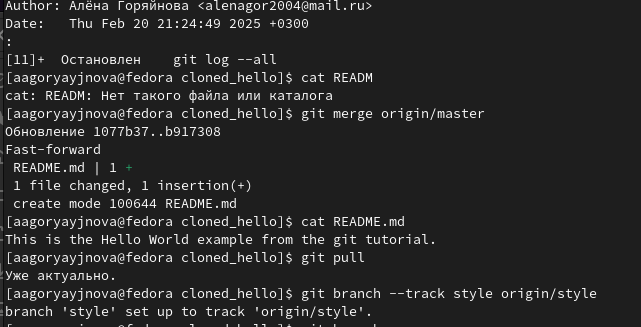 Author: Алёна Горяйнова <alenagor2004@mail.ru>
Date:   Thu Feb 20 21:24:49 2025 +0300
:
[11]+  Остановлен    git log --all
[aagoryayjnova@fedora cloned_hello]$ cat READM
cat: READM: Нет такого файла или каталога
[aagoryayjnova@fedora cloned_hello]$ git merge origin/master
Обновление 1077b37..b917308
Fast-forward
 README.md | 1 +
 1 file changed, 1 insertion(+)
 create mode 100644 README.md
[aagoryayjnova@fedora cloned_hello]$ cat README.md
This is the Hello World example from the git tutorial.
[aagoryayjnova@fedora cloned_hello]$ git pull
Уже актуально.
[aagoryayjnova@fedora cloned_hello]$ git branch --track style origin/style
branch 'style' set up to track 'origin/style'.